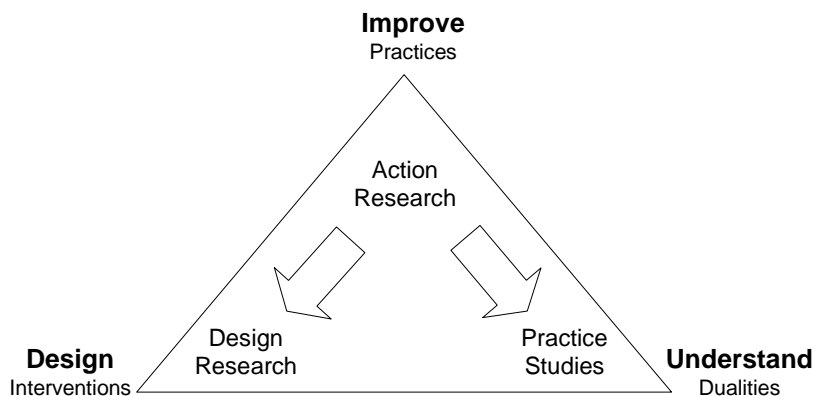 Improve
Practices
Action
Research
Design
Research
Practice
Studies
Design
Interventions
Understand
Dualities